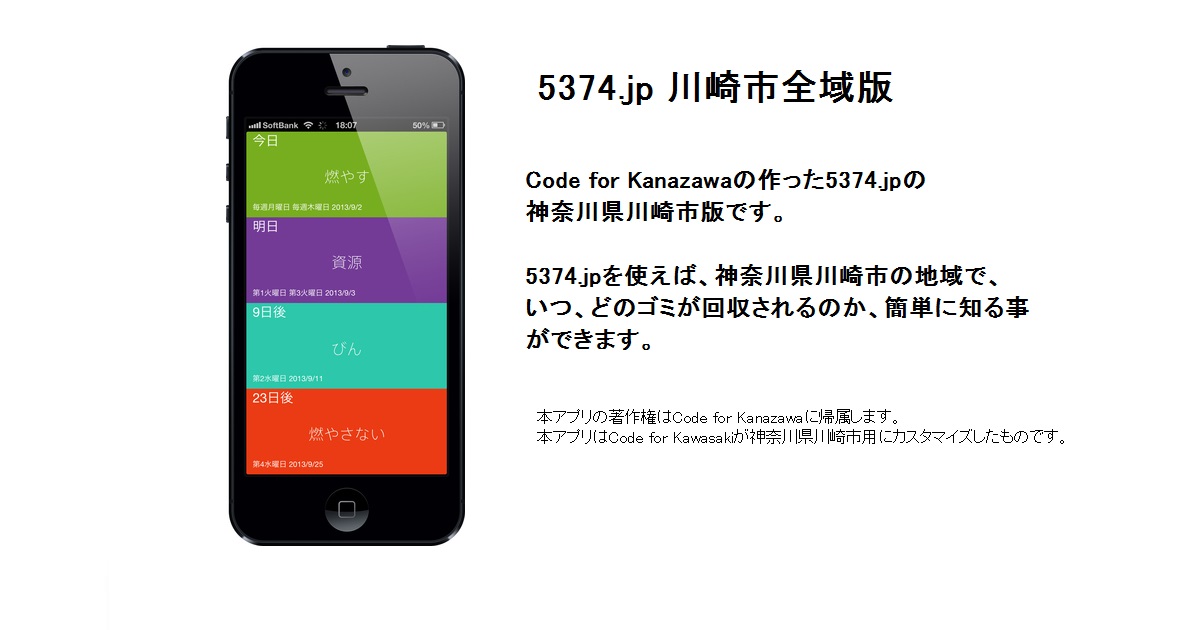 SoftBank 18:07 50%
今日
燃やす
毎週月曜日 毎週木曜日 2013/9/2
明日
資源
第1火曜日 第3火曜日 2013/9/3
9日後
びん
第2水曜日 2013/9/11
23日後
燃やさない
第4水曜日 2013/9/25
5374.jp 川崎市全域版
Code for Kanazawaの作った5374.jpの
神奈川県川崎市版です。
5374.jpを使えば、神奈川県川崎市の地域で、
いつ、どのゴミが回収されるのか、簡単に知る事
ができます。
本アプリの著作権はCode for Kanazawaに帰属します。
本アプリはCode for Kawasakiが神奈川県川崎市用にカスタマイズしたものです。